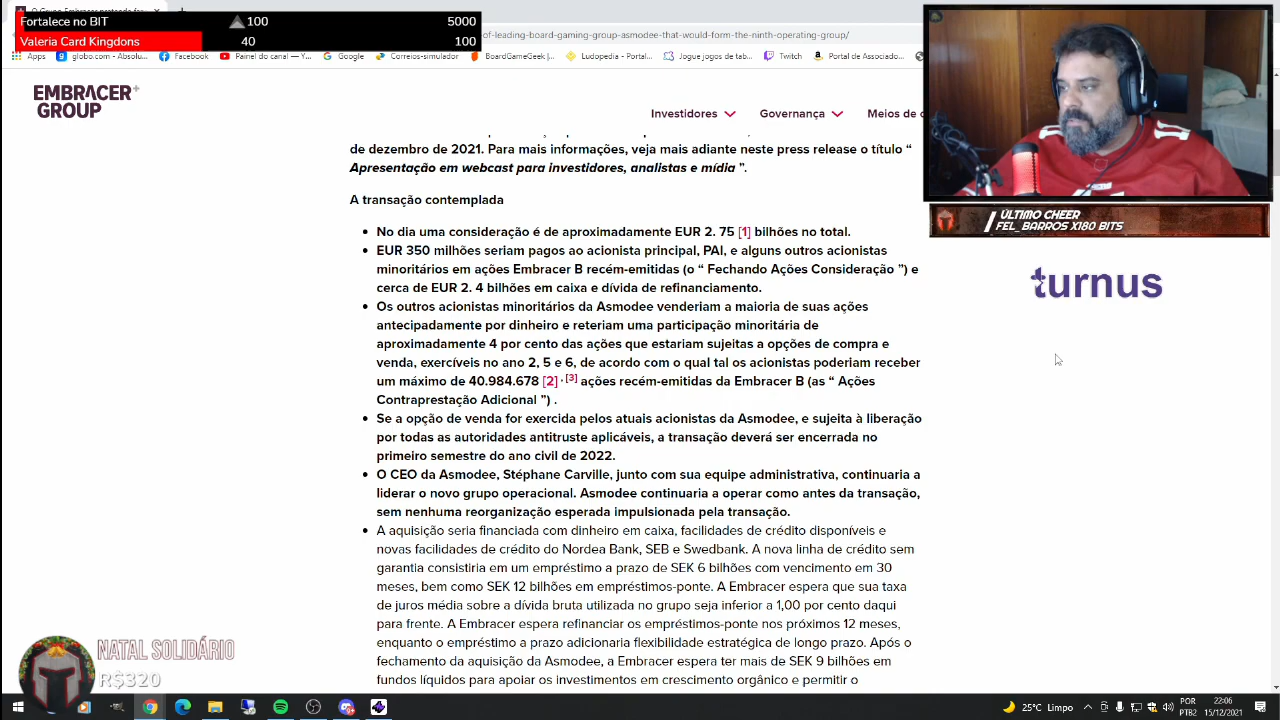 Fortalece no BIT 100 5000
Valeria Card Kingdons 40 100
of-leading-board-gaming-group-asmodee-that-would-form-the-ninth-operating-group/
Apps globo.com - Absolu... Facebook Painel do canal — Y... Google Correios-simulador BoardGameGeek |... Ludopedia - Portal... Jogue jogos de tab... Twitch Portal de Associado...
EMBRACER+
GROUP
Investidores Governança Meios de
de dezembro de 2021. Para mais informações, veja mais adiante neste press release o título “
Apresentação em webcast para investidores, analistas e mídia ”.
A transação contemplada
No dia uma consideração é de aproximadamente EUR 2. 75 [1] bilhões no total.
EUR 350 milhões seriam pagos ao acionista principal, PAI, e alguns outros acionistas
minoritários em ações Embracer B recém-emitidas (o “ Fechando Ações Consideração ”) e
cerca de EUR 2. 4 bilhões em caixa e dívida de refinanciamento.
Os outros acionistas minoritários da Asmodee venderiam a maioria de suas ações
antecipadamente por dinheiro e reteriam uma participação minoritária de
aproximadamente 4 por cento das ações que estariam sujeitas a opções de compra e
venda, exercíveis no ano 2, 5 e 6, de acordo com o qual tal os acionistas poderiam receber
um máximo de 40.984.678 [2] · [3] ações recém-emitidas da Embracer B (as “ Ações
Contraprestação Adicional ”) .
Se a opção de venda for exercida pelos atuais acionistas da Asmodee, e sujeita à liberação
por todas as autoridades antitruste aplicáveis, a transação deverá ser encerrada no
primeiro semestre do ano civil de 2022.
O CEO da Asmodee, Stéphane Carville, junto com sua equipe administrativa, continuaria a
liderar o novo grupo operacional. Asmodee continuaria a operar como antes da transação,
sem nenhuma reorganização esperada impulsionada pela transação.
A aquisição seria financiada com dinheiro em caixa, facilidades de crédito disponíveis e
novas facilidades de crédito do Nordea Bank, SEB e Swedbank. A nova linha de crédito sem
garantia consistiria em um empréstimo a prazo de SEK 6 bilhões com vencimento em 30
meses, bem como SEK 12 bilhões em empréstimos-ponte. A Embracer espera que sua taxa
de juros média sobre a dívida bruta utilizada no grupo seja inferior a 1,00 por cento daqui
para frente. A Embracer espera refinanciar os empréstimos-ponte nos próximos 12 meses,
enquanto o empréstimo a prazo adicionaria flexibilidade estratégica de longo prazo. Após o
fechamento da aquisição da Asmodee, a Embracer espera ter mais de SEK 9 bilhões em
fundos líquidos para apoiar os investimentos em crescimento orgânico e permitir o
ÚLTIMO CHEER
FEL_BARROS X180 BITS
turnus
NATAL SOLIDÁRIO
R$320
25°C Limpo
POR
PTB2
22:06
15/12/2021